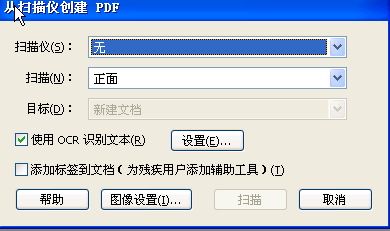 从扫描仪创建 PDF
扫描仪(S)： 无
扫描(N)： 正面
目标(D)： 新建文档
使用 OCR 识别文本(R) 设置(E)...
添加标签到文档（为残疾用户添加辅助工具）(T)
帮助 图像设置(I)... 扫描 取消